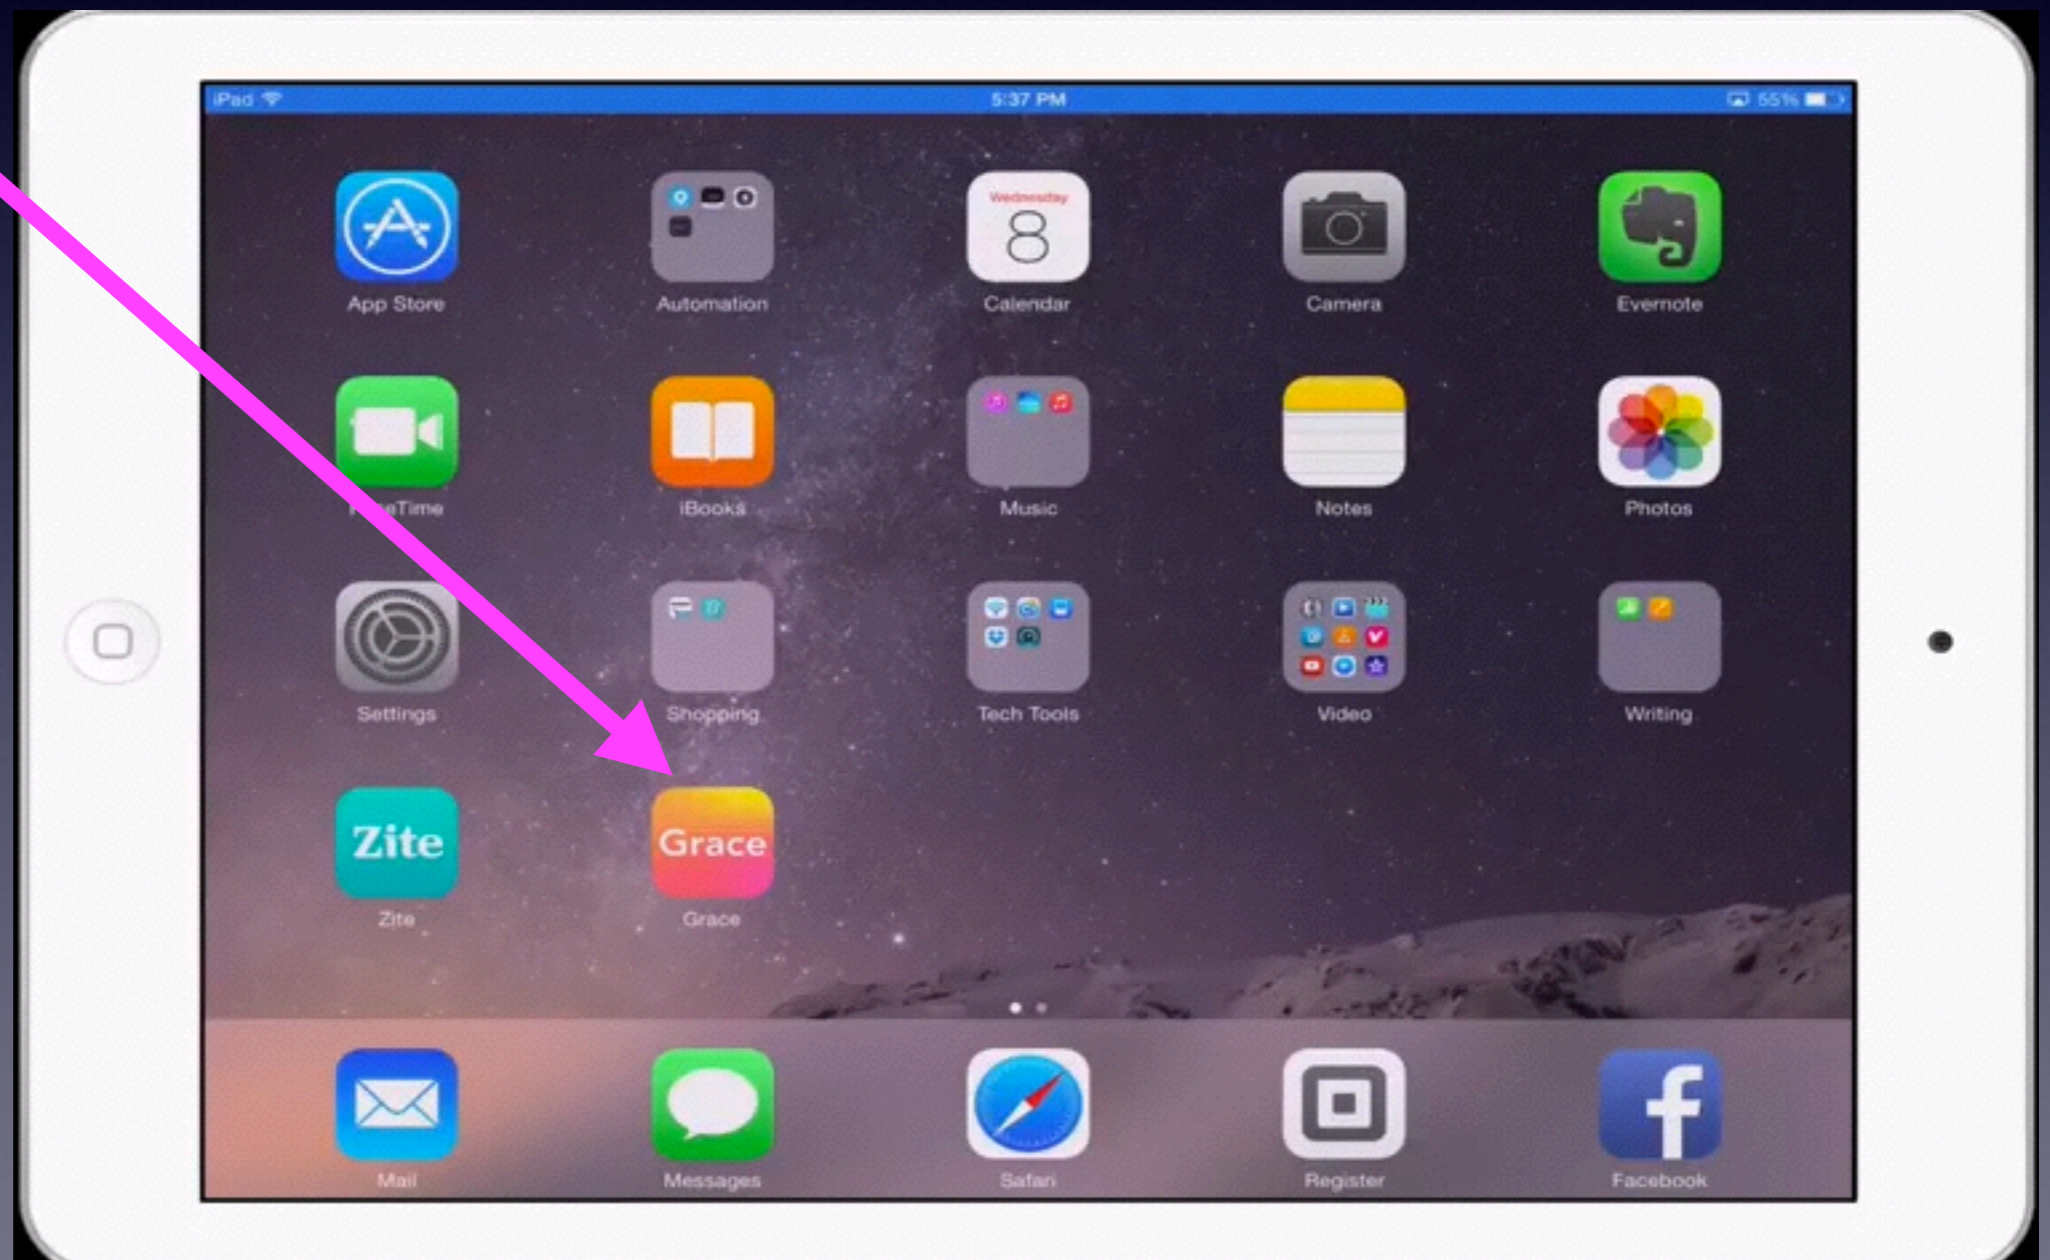 iPad 5:37 PM 55%
Wednesday
8
App Store Automation Calendar Camera Evernote
iBooks Music Notes Photos
Settings Shopping Tech Tools Video Writing
Zite Grace
Zite Grace
Mail Messages Safari Register Facebook